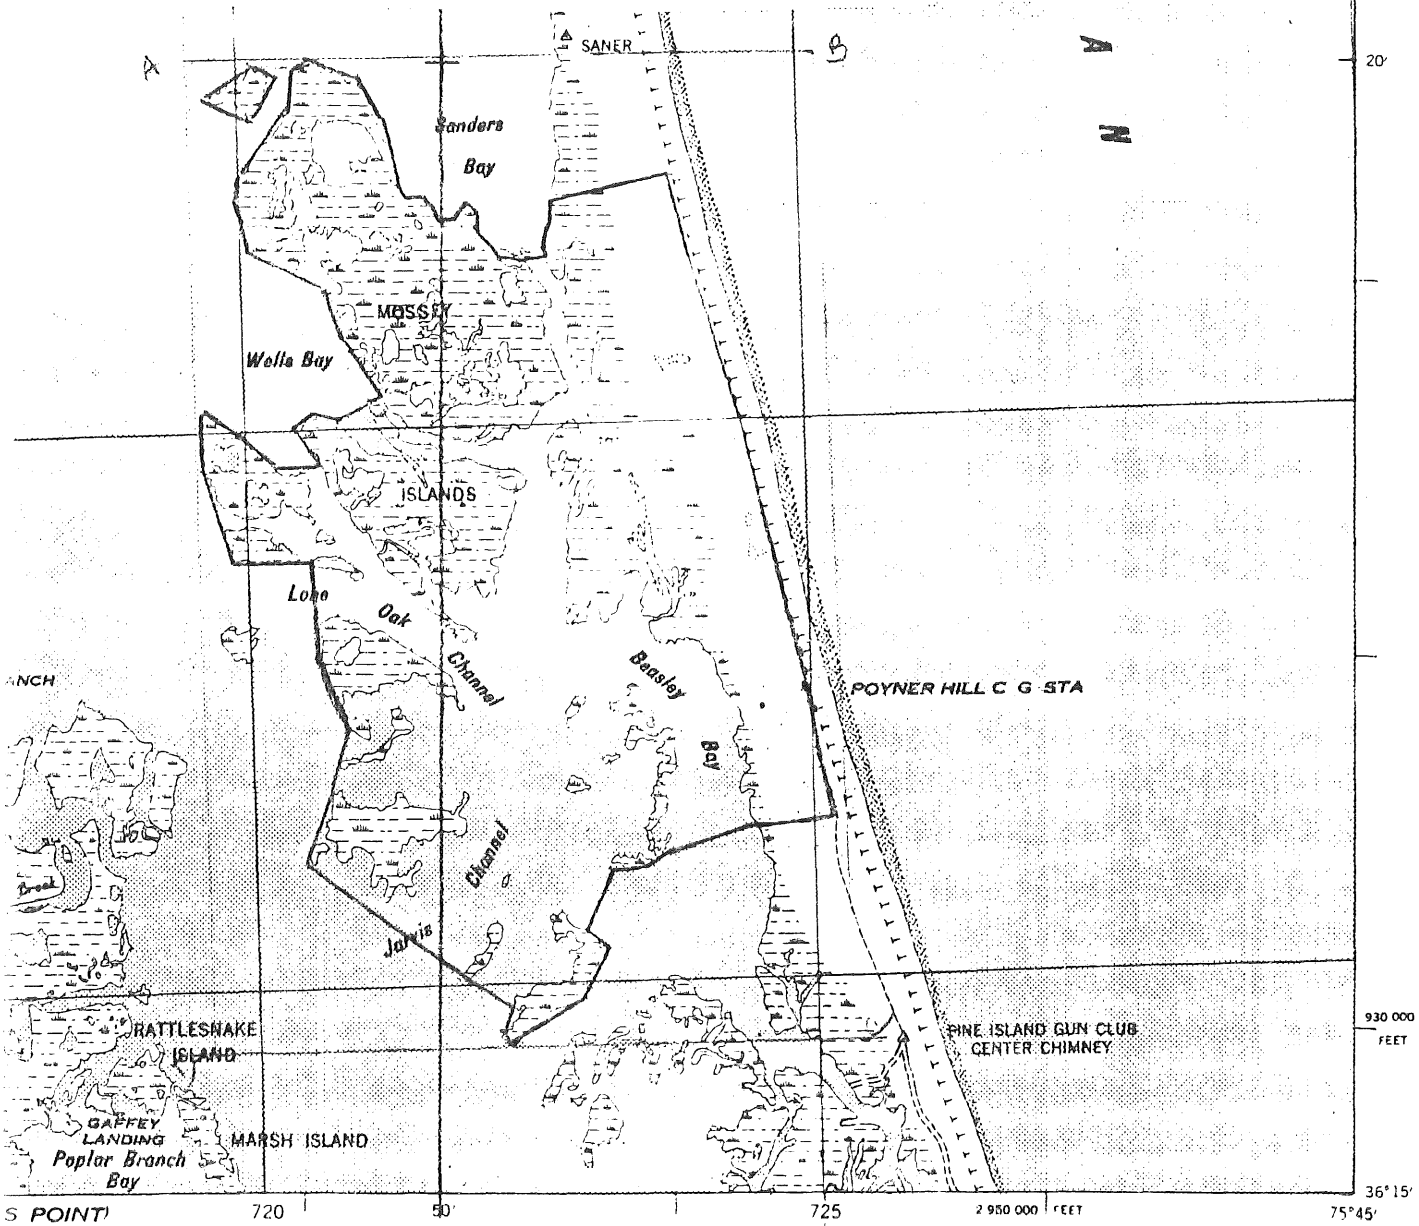 A
SANER
B
A
20'
N
Sanders
Bay
MOSSEY
Wells Bay
ISLANDS
Lone
Oak
Channel
Beasley
Bay
NCH
POYNER HILL C G STA
Channel
Jarvis
RATTLESNAKE
ISLAND
PINE ISLAND GUN CLUB
CENTER CHIMNEY
930 000
FEET
GAFFEY
LANDING
MARSH ISLAND
Poplar Branch
Bay
36°15'
S POINT)
720
50'
725
2 950 000 FEET
75°45'